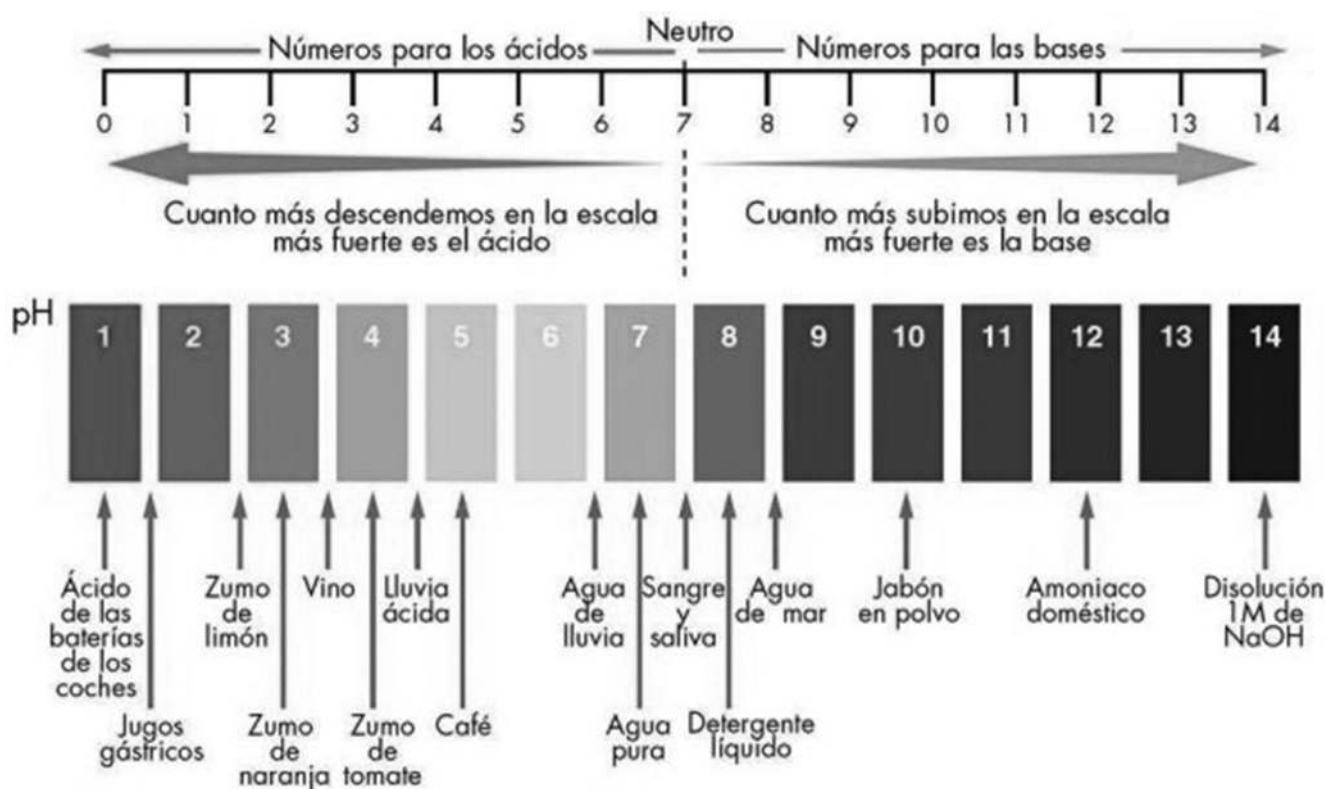 Neutro
Números para los ácidos
Números para las bases
0 1 2 3 4 5 6 7 8 9 10 11 12 13 14
Cuanto más descendemos en la escala
más fuerte es el ácido
Cuanto más subimos en la escala
más fuerte es la base
pH
1 2 3 4 5 6 7 8 9 10 11 12 13 14
Ácido
de las
baterías
de los
coches
Jugos
gástricos
Zumo
de
limón
Zumo
de
naranja
Vino
Zumo
de
tomate
Lluvia
ácida
Café
Agua
de
lluvia
Agua
pura
Sangre
y
saliva
Detergente
líquido
Agua
de mar
Jabón
en polvo
Amoniaco
doméstico
Disolución
1M de
NaOH